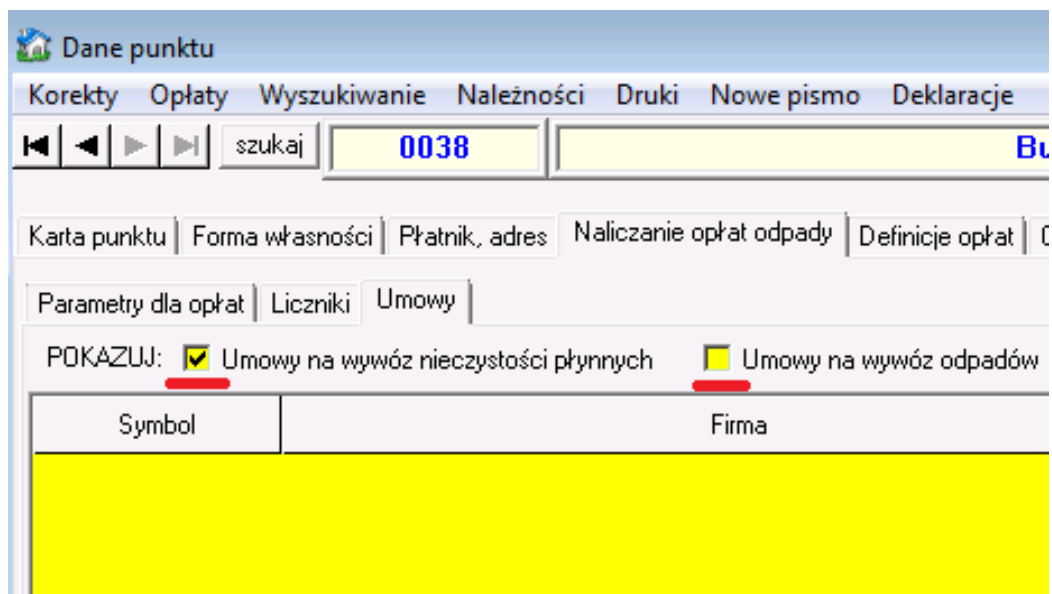 Dane punktu
Korekty Opłaty Wyszukiwanie Należności Druki Nowe pismo Deklaracje
szukaj 0038 Bu
Karta punktu Forma własności Płatnik, adres Naliczanie opłat odpady Definicje opłat
Parametry dla opłat Liczniki Umowy
POKAZUJ: Umowy na wywóz nieczystości płynnych Umowy na wywóz odpadów
Symbol Firma